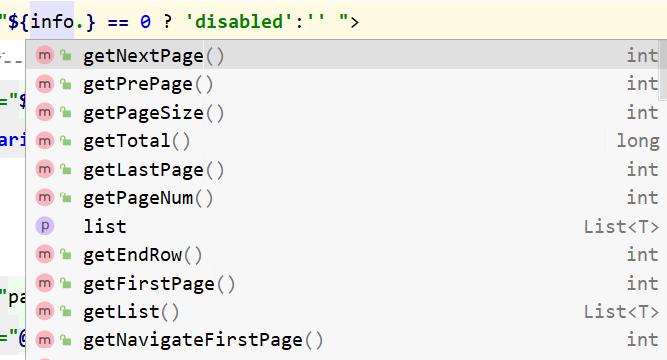 "${info.} == 0 ? 'disabled':'' ">
m getNextPage() int
m getPrePage() int
="$ m getPageSize() int
ari m getTotal() long
m getLastPage() int
m getPageNum() int
p list List<T>
m getEndRow() int
m getFirstPage() int
"pa m getList() List<T>
="@ m getNavigateFirstPage() int